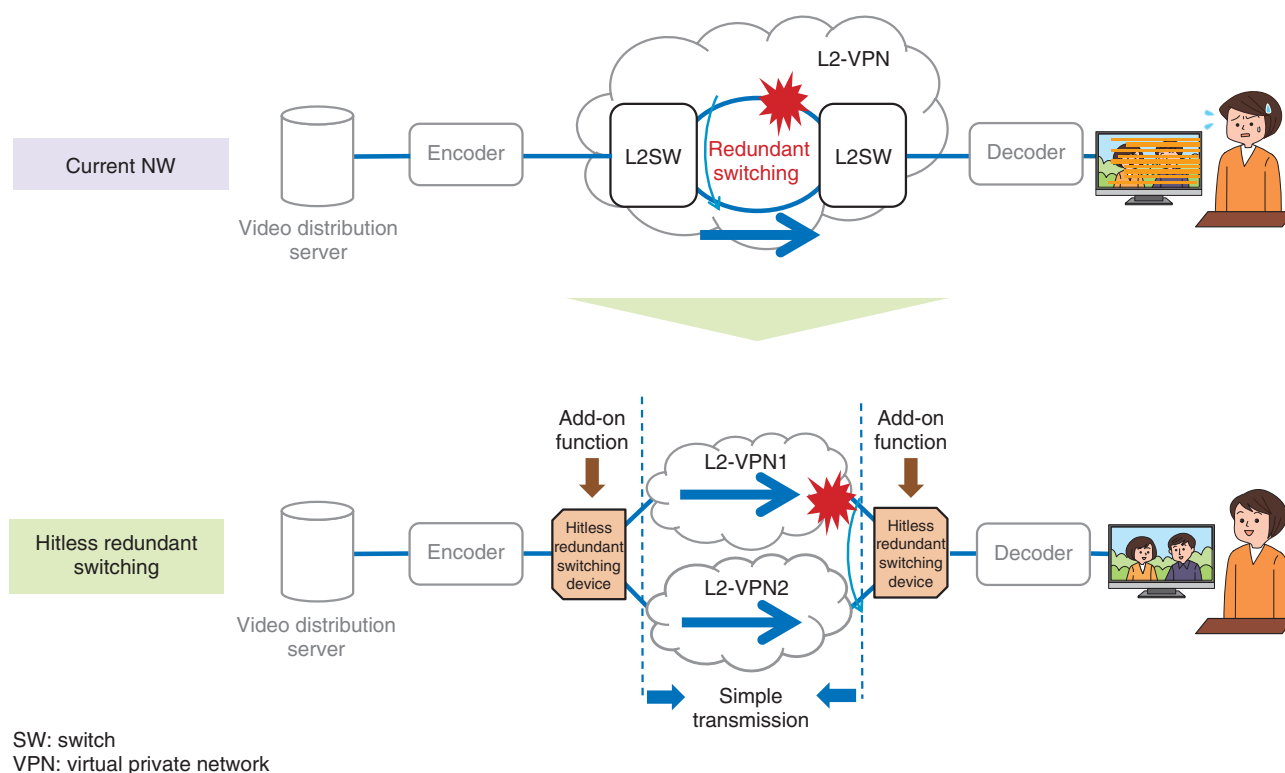 L2-VPN
Current NW
Video distribution
server
Encoder
L2SW
Redundant
switching
L2SW
Decoder
Add-on
function
Add-on
function
L2-VPN1
Hitless redundant
switching
Video distribution
server
Encoder
Hitless
redundant
switching
device
L2-VPN2
Hitless
redundant
switching
device
Decoder
Simple
transmission
SW: switch
VPN: virtual private network